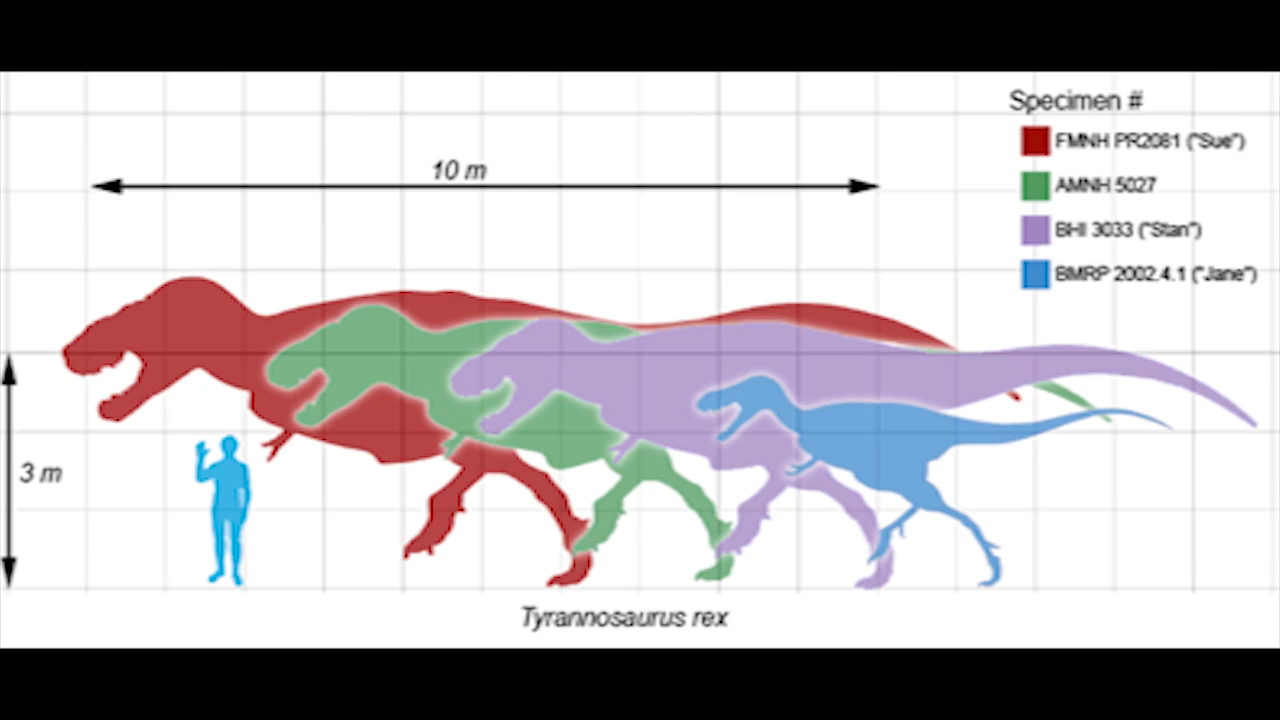 Specimen #
FMNH PR2081 ("Sue")
10 m
AMNH 5027
BHI 3033 ("Stan")
BMRP 2002.4.1 ("Jane")
3 m
Tyrannosaurus rex